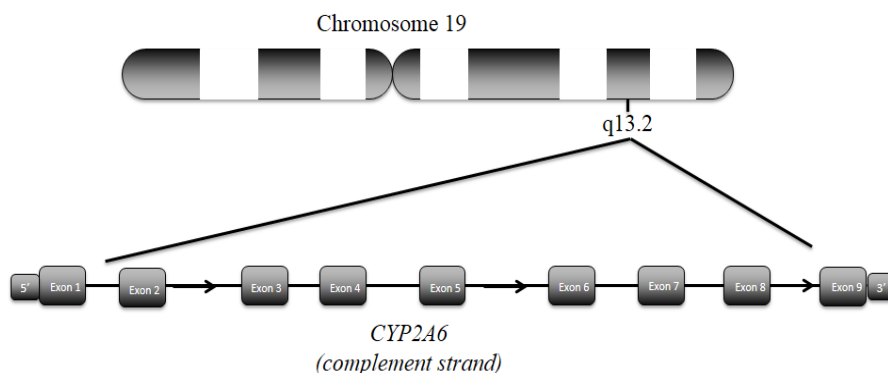 Chromosome 19
q13.2
5’ Exon 1 Exon 2 Exon 3 Exon 4 Exon 5 Exon 6 Exon 7 Exon 8 Exon 9 3’
CYP2A6
(complement strand)